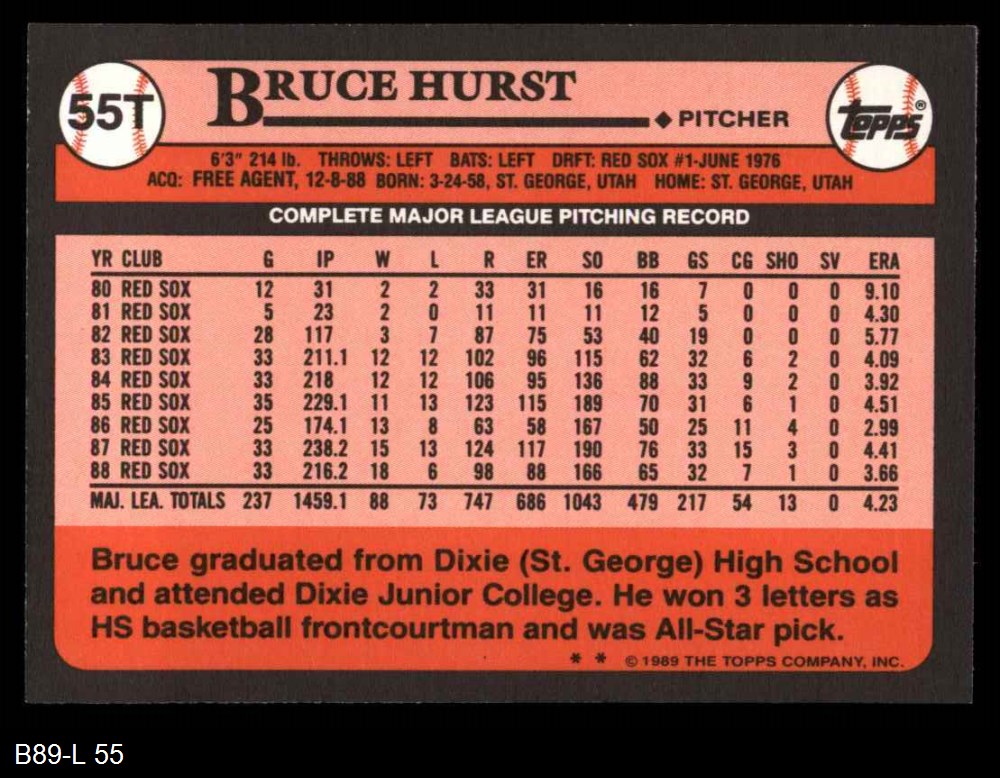 55T
BRUCE HURST
◆ PITCHER
Topps®
6'3" 214 lb. THROWS: LEFT BATS: LEFT DRFT: RED SOX #1-JUNE 1976
ACQ: FREE AGENT, 12-8-88 BORN: 3-24-58, ST. GEORGE, UTAH HOME: ST. GEORGE, UTAH
COMPLETE MAJOR LEAGUE PITCHING RECORD
YR CLUB G IP W L R ER SO BB GS CG SHO SV ERA
80 RED SOX 12 31 2 2 33 31 16 16 7 0 0 0 9.10
81 RED SOX 5 23 2 0 11 11 11 12 5 0 0 0 4.30
82 RED SOX 28 117 3 7 87 75 53 40 19 0 0 0 5.77
83 RED SOX 33 211.1 12 12 102 96 115 62 32 6 2 0 4.09
84 RED SOX 33 218 12 12 106 95 136 88 33 9 2 0 3.92
85 RED SOX 35 229.1 11 13 123 115 189 70 31 6 1 0 4.51
86 RED SOX 25 174.1 13 8 63 58 167 50 25 11 4 0 2.99
87 RED SOX 33 238.2 15 13 124 117 190 76 33 15 3 0 4.41
88 RED SOX 33 216.2 18 6 98 88 166 65 32 7 1 0 3.66
MAJ. LEA. TOTALS 237 1459.1 88 73 747 686 1043 479 217 54 13 0 4.23
Bruce graduated from Dixie (St. George) High School
and attended Dixie Junior College. He won 3 letters as
HS basketball frontcourtman and was All-Star pick.
* * © 1989 THE TOPPS COMPANY, INC.
B89-L 55